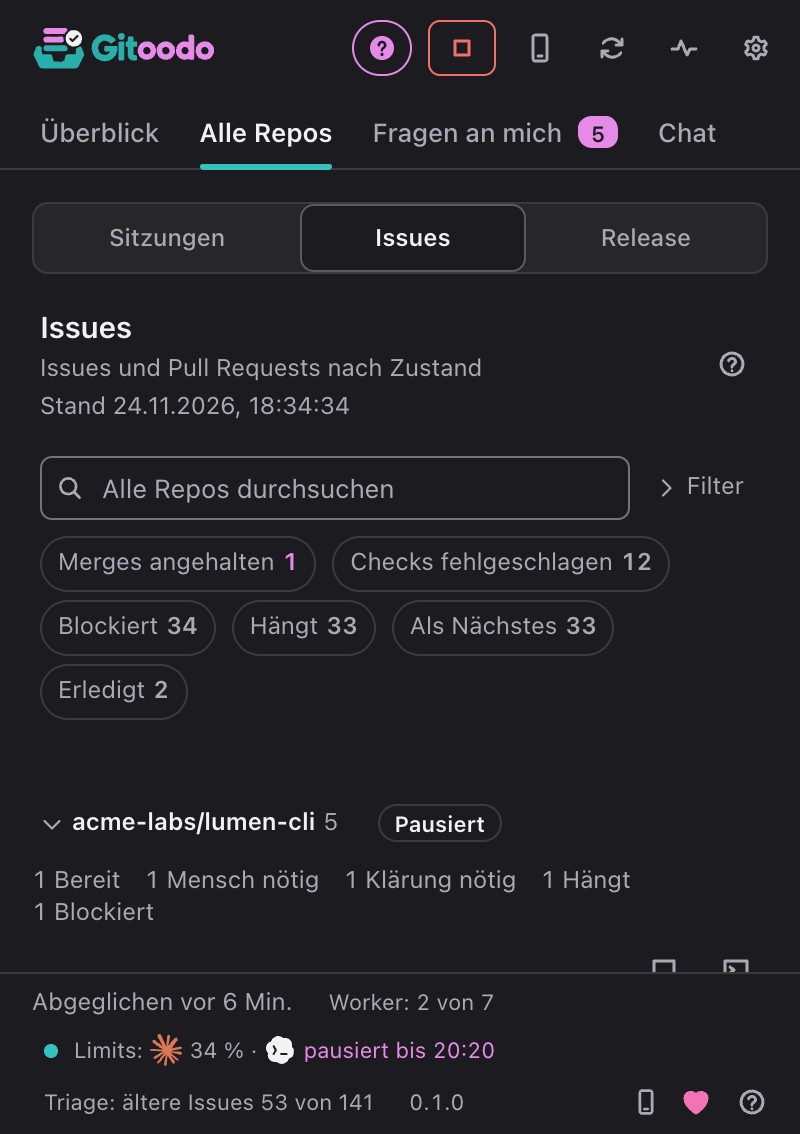 Gitoodo
Überblick Alle Repos Fragen an mich 5 Chat
Sitzungen Issues Release
Issues
Issues und Pull Requests nach Zustand
Stand 24.11.2026, 18:34:34
Alle Repos durchsuchen Filter
Merges angehalten 1 Checks fehlgeschlagen 12
Blockiert 34 Hängt 33 Als Nächstes 33
Erledigt 2
acme-labs/lumen-cli 5 Pausiert
1 Bereit 1 Mensch nötig 1 Klärung nötig 1 Hängt
1 Blockiert
Abgeglichen vor 6 Min. Worker: 2 von 7
Limits: 34 % · pausiert bis 20:20
Triage: ältere Issues 53 von 141 0.1.0